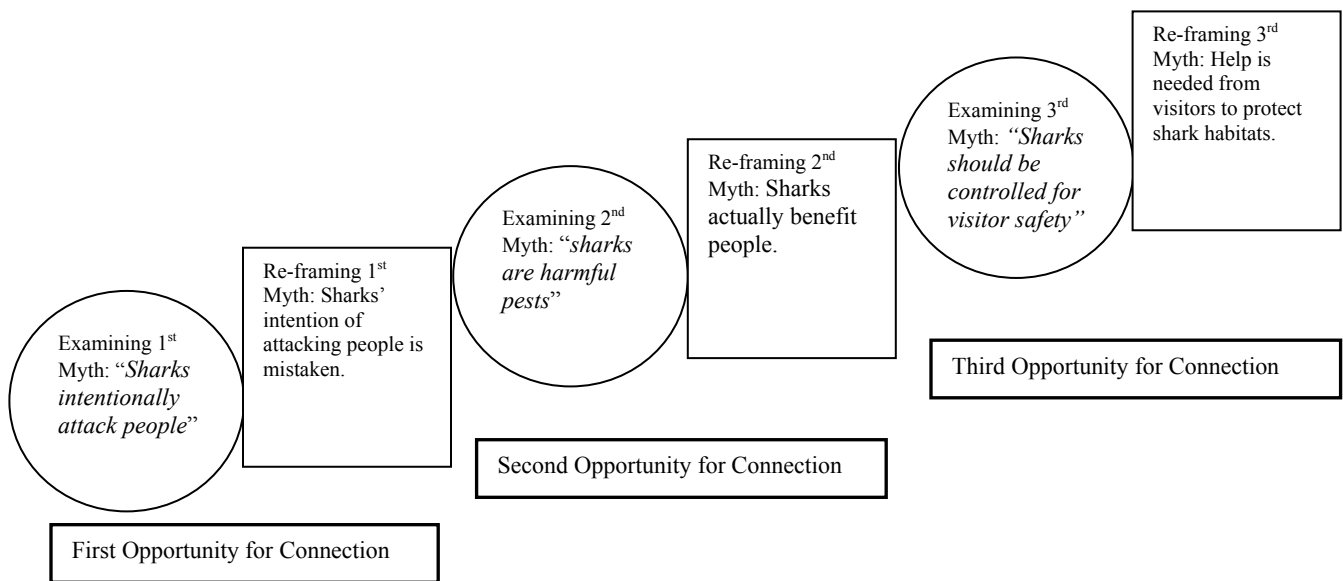 Examining 1st
Myth: “Sharks
intentionally
attack people”
Re-framing 1st
Myth: Sharks’
intention of
attacking people is
mistaken.
First Opportunity for Connection
Examining 2nd
Myth: “sharks
are harmful
pests”
Re-framing 2nd
Myth: Sharks
actually benefit
people.
Second Opportunity for Connection
Examining 3rd
Myth: “Sharks
should be
controlled for
visitor safety”
Re-framing 3rd
Myth: Help is
needed from
visitors to protect
shark habitats.
Third Opportunity for Connection